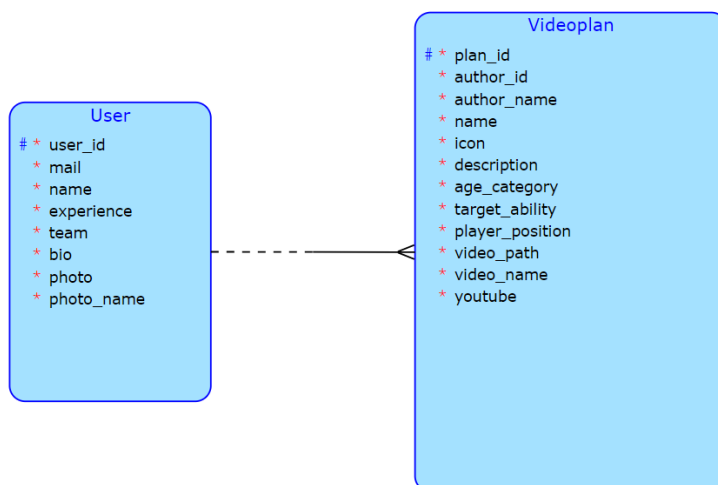 User
# * user_id
* mail
* name
* experience
* team
* bio
* photo
* photo_name
Videoplan
# * plan_id
* author_id
* author_name
* name
* icon
* description
* age_category
* target_ability
* player_position
* video_path
* video_name
* youtube